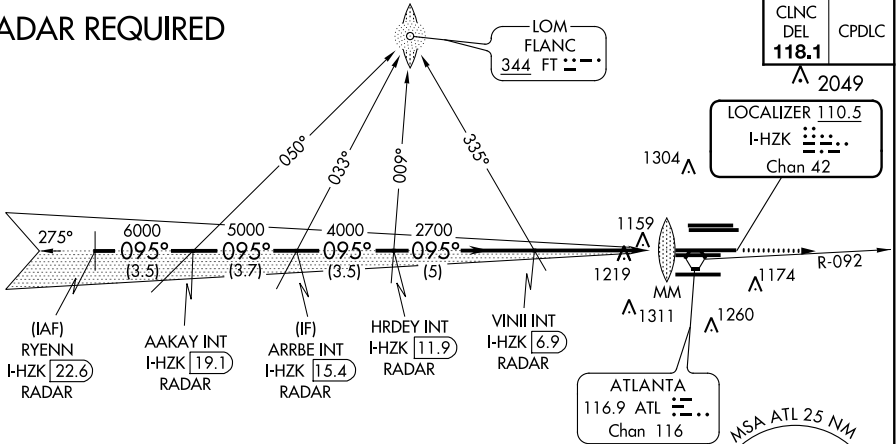 ADAR REQUIRED
LOM
FLANC
344 FT
CLNC
DEL
118.1
CPDLC
2049
LOCALIZER 110.5
I-HZK
Chan 42
1304
050°
033°
009°
335°
275°
6000
095°
(3.5)
5000
095°
(3.7)
4000
095°
(3.5)
2700
095°
(5)
1159
1219
MM
1311
1260
1174
R-092
(IAF)
RYENN
I-HZK 22.6
RADAR
AAKAY INT
I-HZK 19.1
RADAR
(IF)
ARRBE INT
I-HZK 15.4
RADAR
HRDEY INT
I-HZK 11.9
RADAR
VINII INT
I-HZK 6.9
RADAR
ATLANTA
116.9 ATL
Chan 116
MSA ATL 25 NM